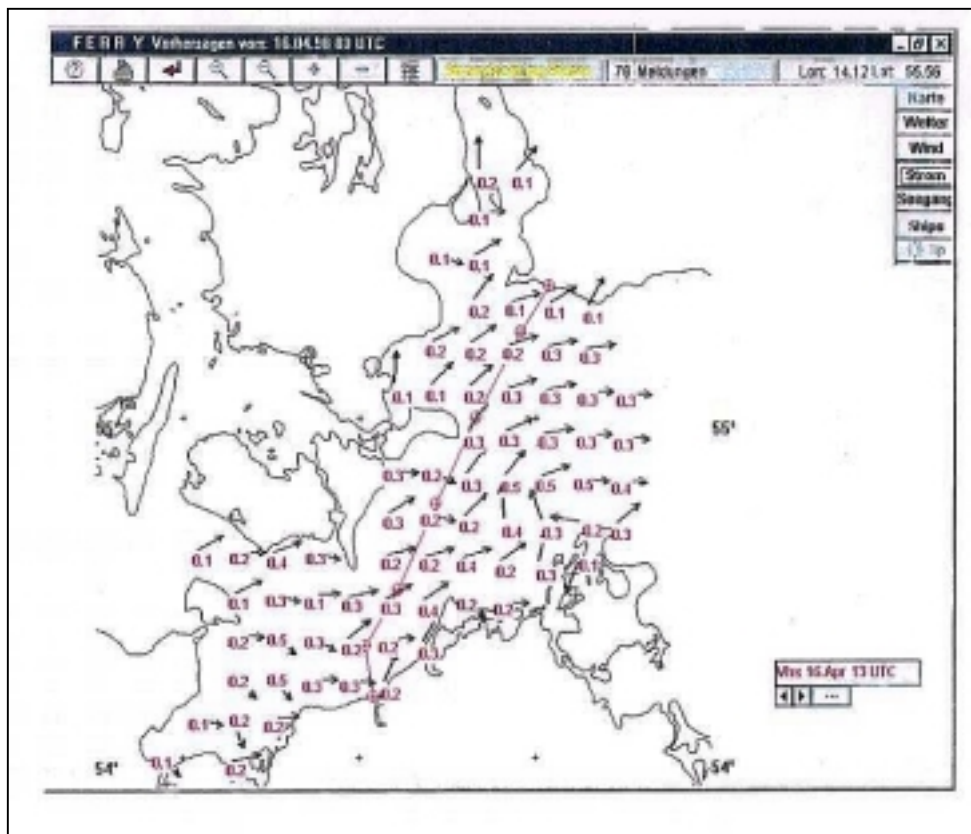 FERRY Vorhersagen vom: 16.04.98 03 UTC
78 Meldungen
Lon: 14.12 Lat: 55.56
Karte
Wetter
Wind
Strom
Seegang
Ships
0.2 0.1
0.1
0.1 0.1
0.2 0.1 0.1 0.1
0.2 0.2 0.2 0.3 0.3
0.1 0.1 0.2 0.3 0.3 0.3 0.3
55°
0.3 0.3 0.3 0.3 0.3
0.3 0.2 0.3 0.5 0.5 0.5 0.4
0.3 0.2 0.2 0.4 0.3 0.2 0.3
0.1 0.2 0.4 0.3 0.2 0.2 0.4 0.2 0.3 0.1
0.1 0.3 0.1 0.3 0.3 0.4 0.2 0.2
0.2 0.5 0.3 0.2 0.2 0.3
0.2 0.5 0.3 0.3 0.2
16.Apr 13 UTC
...
0.1 0.2 0.2
54° 0.1 0.2 54°